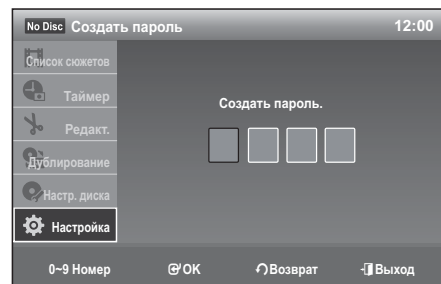 No Disc Создать пароль 12:00
Список сюжетов
Таймер
Редакт.
Дублирование
Настр. диска
Настройка
Создать пароль.
0~9 Номер OK Возврат Выход